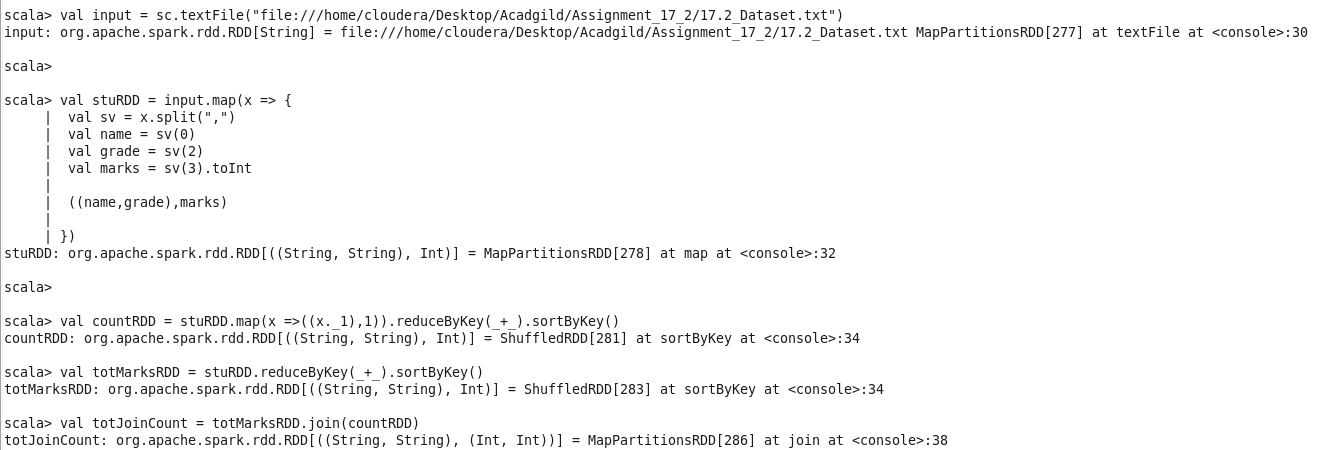 scala> val input = sc.textFile("file:///home/cloudera/Desktop/Acadgild/Assignment_17_2/17.2_Dataset.txt")
input: org.apache.spark.rdd.RDD[String] = file:///home/cloudera/Desktop/Acadgild/Assignment_17_2/17.2_Dataset.txt MapPartitionsRDD[277] at textFile at <console>:30
scala>
scala> val stuRDD = input.map(x => {
     |  val sv = x.split(",")
     |  val name = sv(0)
     |  val grade = sv(2)
     |  val marks = sv(3).toInt
     |
     |  ((name,grade),marks)
     |
     | })
stuRDD: org.apache.spark.rdd.RDD[((String, String), Int)] = MapPartitionsRDD[278] at map at <console>:32
scala>
scala> val countRDD = stuRDD.map(x =>((x._1),1)).reduceByKey(_+_).sortByKey()
countRDD: org.apache.spark.rdd.RDD[((String, String), Int)] = ShuffledRDD[281] at sortByKey at <console>:34
scala> val totMarksRDD = stuRDD.reduceByKey(_+_).sortByKey()
totMarksRDD: org.apache.spark.rdd.RDD[((String, String), Int)] = ShuffledRDD[283] at sortByKey at <console>:34
scala> val totJoinCount = totMarksRDD.join(countRDD)
totJoinCount: org.apache.spark.rdd.RDD[((String, String), (Int, Int))] = MapPartitionsRDD[286] at join at <console>:38